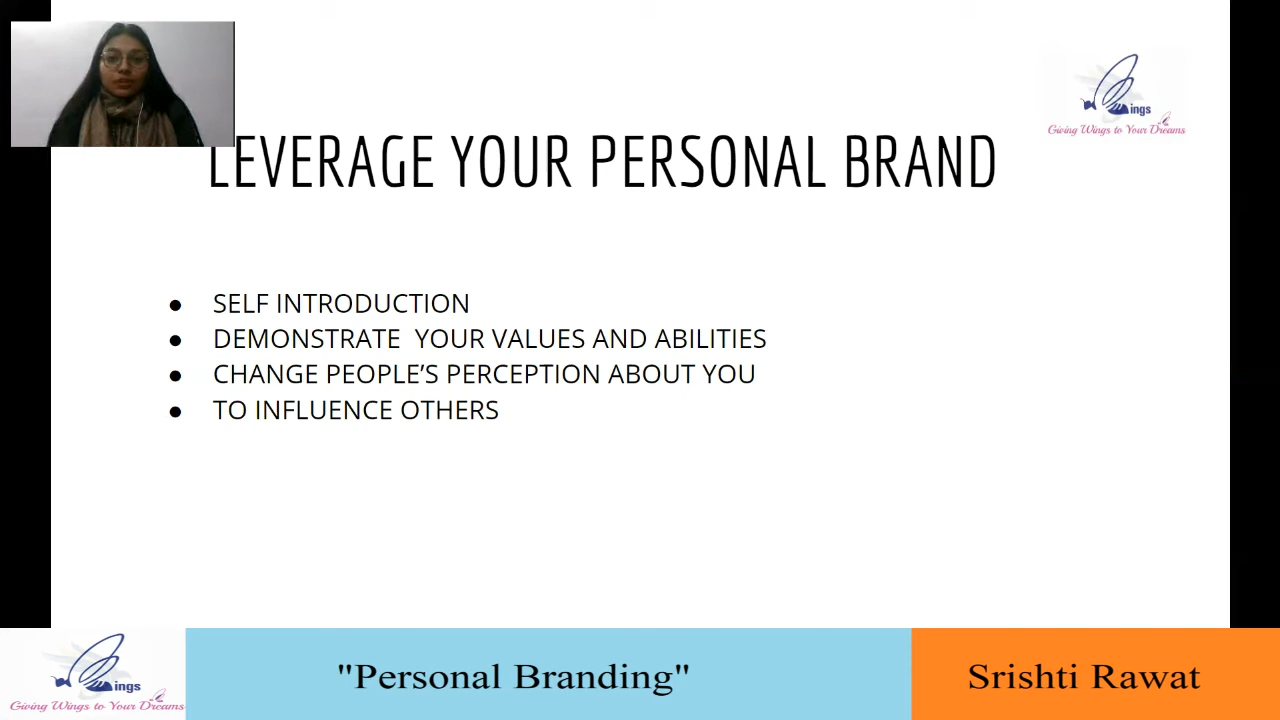 ings
Giving Wings to Your Dreams
LEVERAGE YOUR PERSONAL BRAND
● SELF INTRODUCTION
● DEMONSTRATE  YOUR VALUES AND ABILITIES
● CHANGE PEOPLE’S PERCEPTION ABOUT YOU
● TO INFLUENCE OTHERS
ings
Giving Wings to Your Dreams
"Personal Branding"
Srishti Rawat